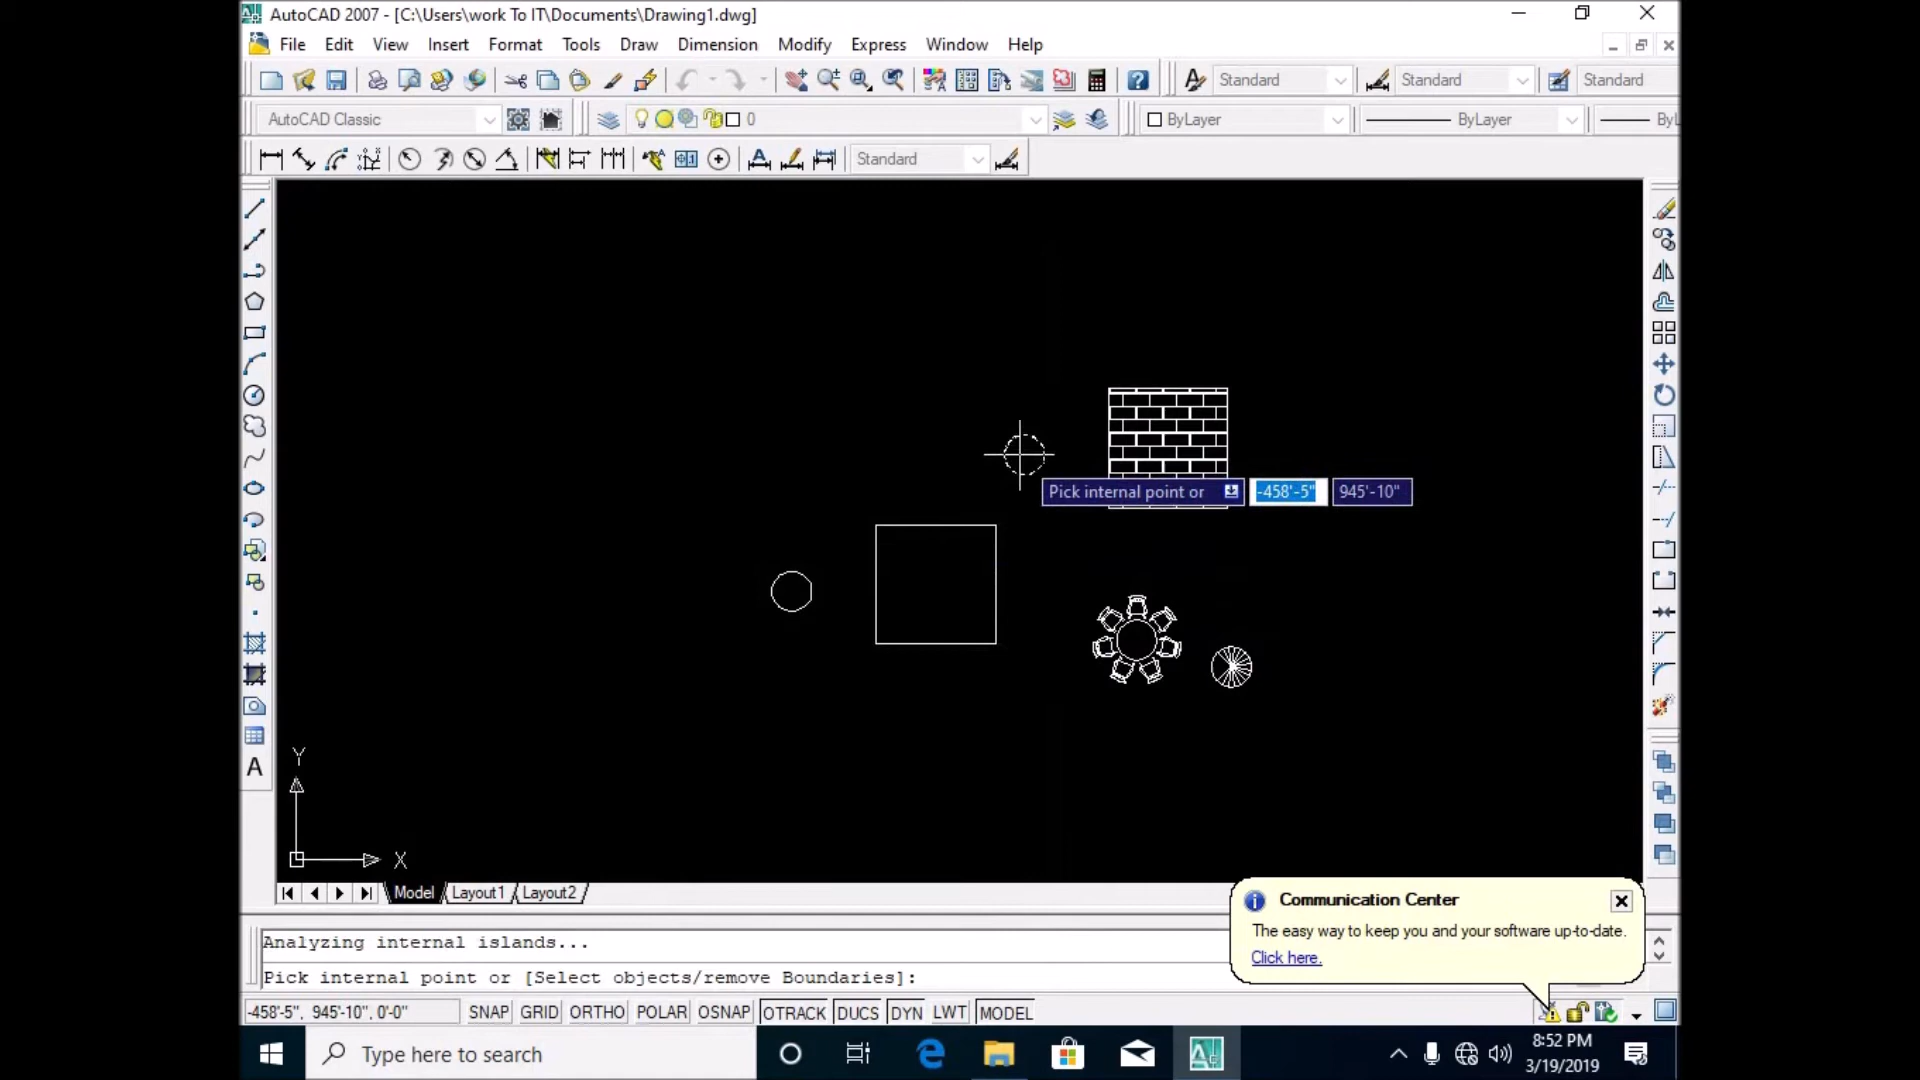 AutoCAD 2007 - [C:\Users\work To IT\Documents\Drawing1.dwg]
File Edit View Insert Format Tools Draw Dimension Modify Express Window Help
Standard Standard Standard
AutoCAD Classic 0 ByLayer ByLayer ByL
Standard
Pick internal point or -458'-5" 945'-10"
A
Y
X
Model Layout1 Layout2
Communication Center
The easy way to keep you and your software up-to-date.
Click here.
Analyzing internal islands...
Pick internal point or [Select objects/remove Boundaries]:
-458'-5", 945'-10", 0'-0" SNAP GRID ORTHO POLAR OSNAP OTRACK DUCS DYN LWT MODEL
Type here to search
8:52 PM
3/19/2019